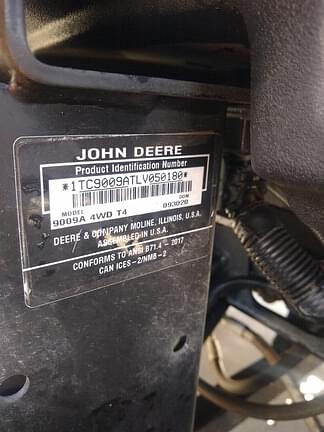 JOHN DEERE
Product Identification Number
*1TC9009ATLV050180*
MODEL
DOM
9009A 4WD T4
093020
DEERE & COMPANY MOLINE, ILLINOIS, U.S.A.
ASSEMBLED IN U.S.A.
CONFORMS TO ANSI B71.4 - 2017
CAN ICES-2/NMB-2